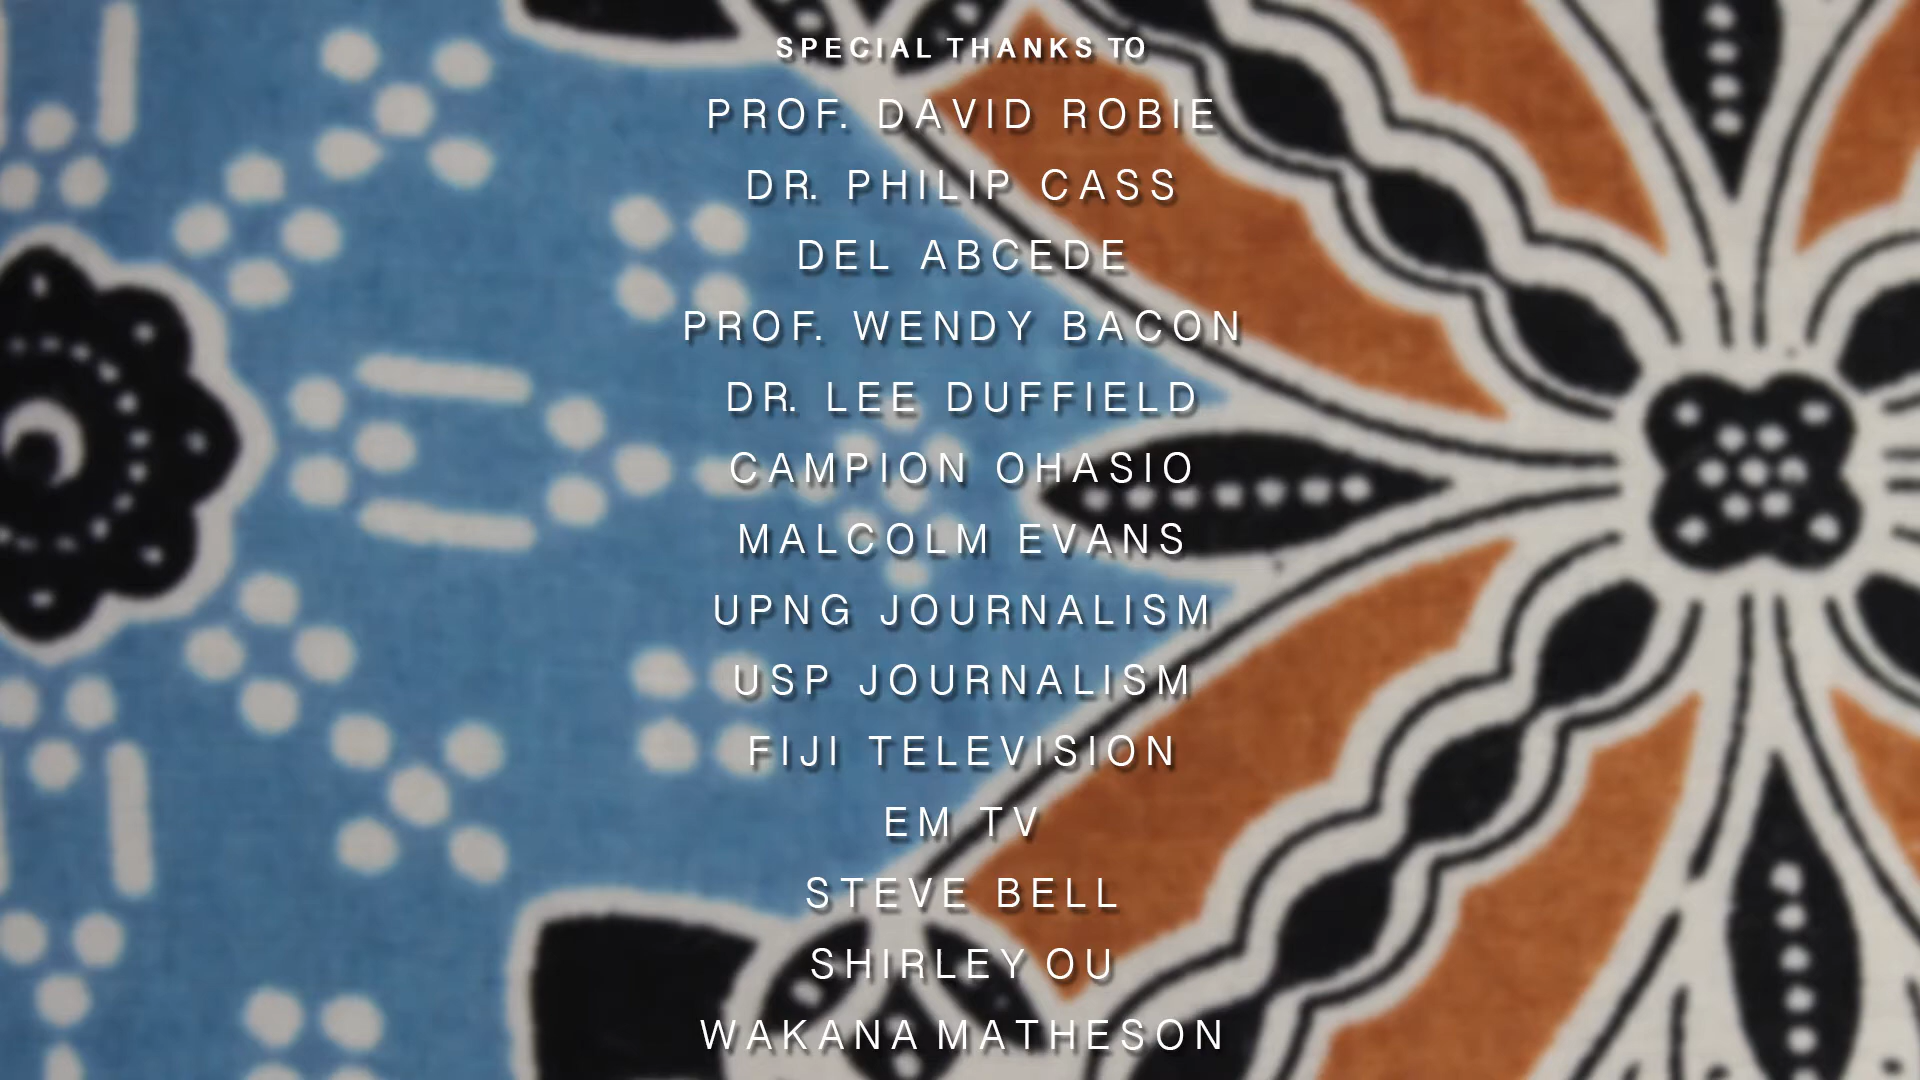 SPECIAL THANKS TO
PROF. DAVID ROBIE
DR. PHILIP CASS
DEL ABCEDE
PROF. WENDY BACON
DR. LEE DUFFIELD
CAMPION OHASIO
MALCOLM EVANS
UPNG JOURNALISM
USP JOURNALISM
FIJI TELEVISION
EM TV
STEVE BELL
SHIRLEY OU
WAKANA MATHESON